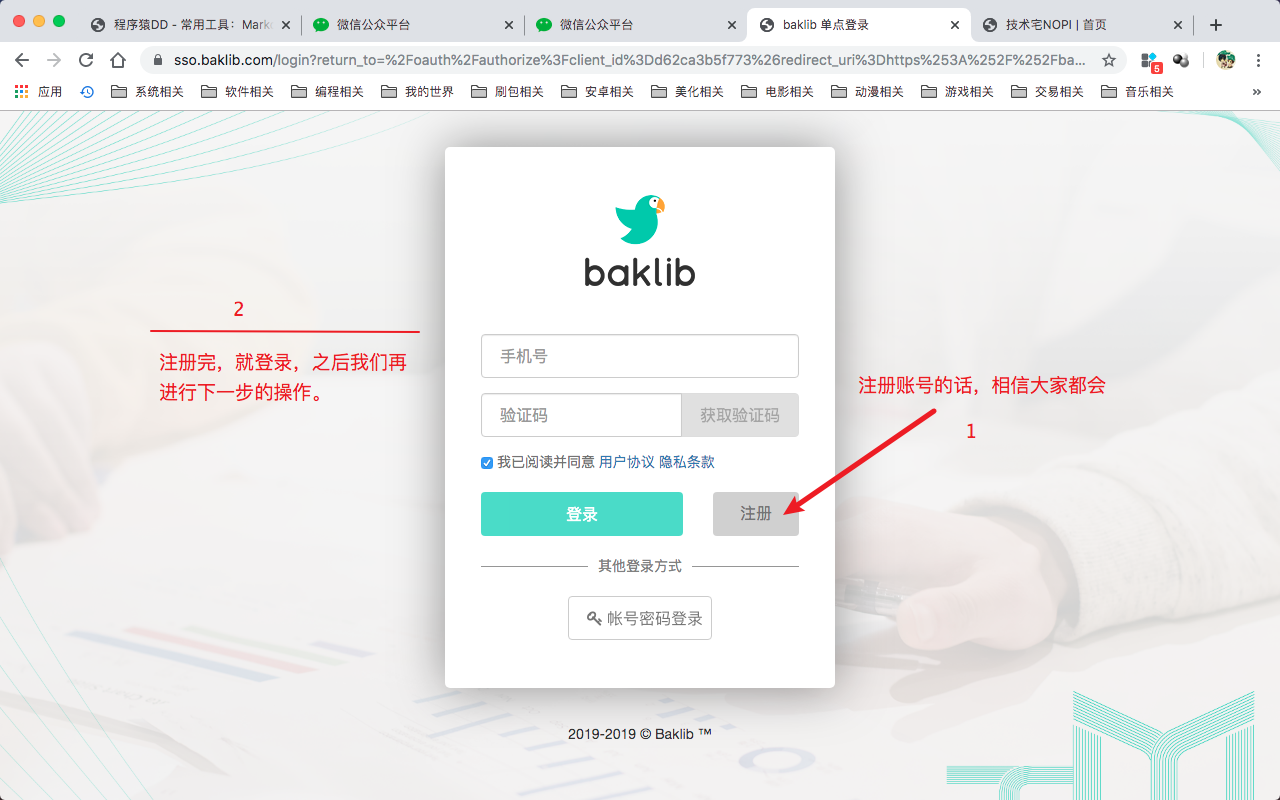 程序猿DD - 常用工具：Mark
微信公众平台
微信公众平台
baklib 单点登录
技术宅NOPI | 首页
sso.baklib.com/login?return_to=%2Foauth%2Fauthorize%3Fclient_id%3Dd62ca3b5f773%26redirect_uri%3Dhttps%253A%252F%252Fba...
5
应用
系统相关
软件相关
编程相关
我的世界
刷包相关
安卓相关
美化相关
电影相关
动漫相关
游戏相关
交易相关
音乐相关
»
baklib
2
注册完，就登录，之后我们再
进行下一步的操作。
手机号
验证码
获取验证码
注册账号的话，相信大家都会
1
我已阅读并同意 用户协议 隐私条款
登录
注册
其他登录方式
帐号密码登录
2019-2019 © Baklib ™